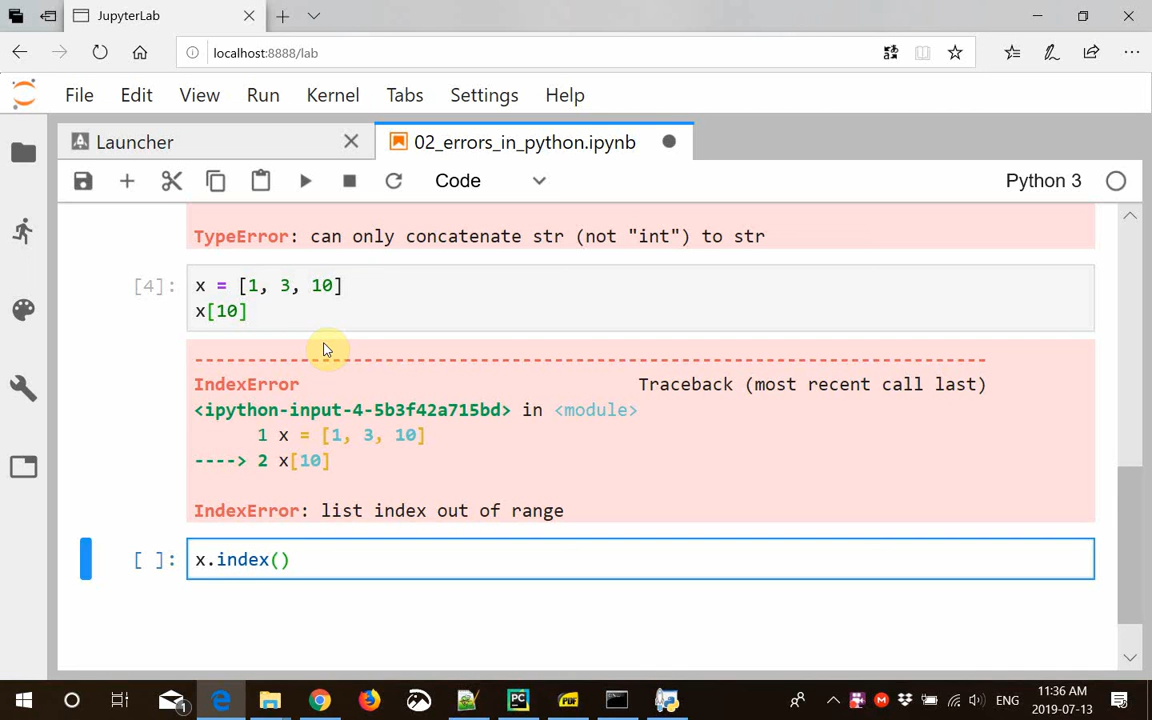 JupyterLab
localhost:8888/lab
File Edit View Run Kernel Tabs Settings Help
Launcher 02_errors_in_python.ipynb
Code Python 3
TypeError: can only concatenate str (not "int") to str
[4]: x = [1, 3, 10]
x[10]
---------------------------------------------------------------------------
IndexError Traceback (most recent call last)
<ipython-input-4-5b3f42a715bd> in <module>
1 x = [1, 3, 10]
----> 2 x[10]
IndexError: list index out of range
[ ]: x.index()
1 PC PDF ENG 11:36 AM
2019-07-13